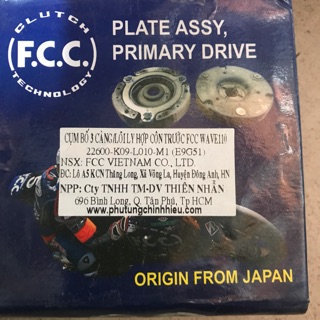 CLUTCH
F.C.C.
TECHNOLOGY
PLATE ASSY,
PRIMARY DRIVE
CỤM BỐ 3 CÀNG/LÕI LY HỢP CÔN TRƯỚC FCC WAVE110
22600-K09-L010-M1 (E9G51)
NSX: FCC VIETNAM CO., LTD.
ĐC: Lô A5 KCN Thăng Long, Xã Võng La, Huyện Đông Anh, HN
NPP: Cty TNHH TM-DV THIÊN NHẪN
696 Bình Long, Q. Tân Phú, Tp HCM
www.phutungchinhhieu.com
ORIGIN FROM JAPAN